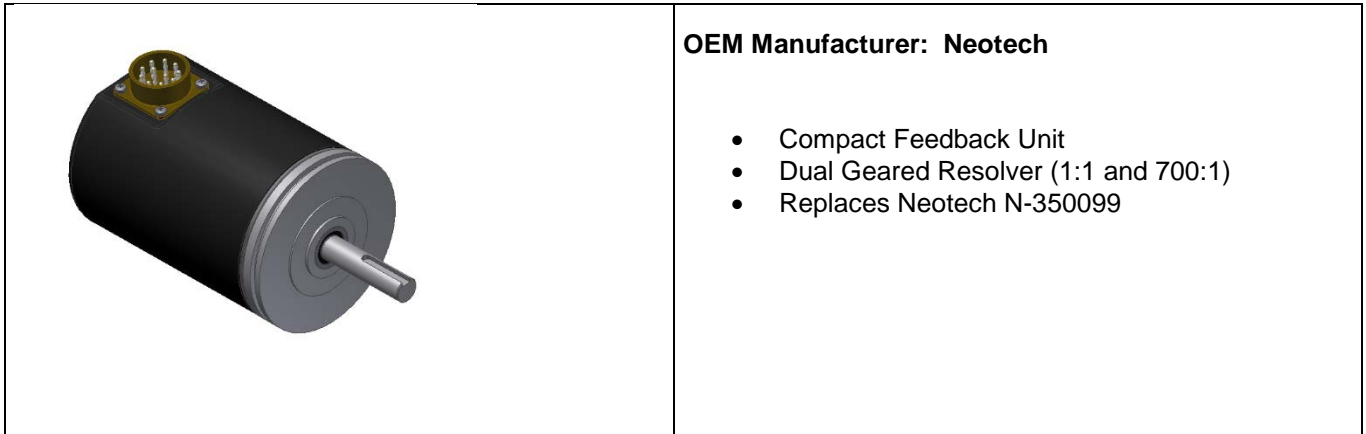 OEM Manufacturer: Neotech
• Compact Feedback Unit
• Dual Geared Resolver (1:1 and 700:1)
• Replaces Neotech N-350099